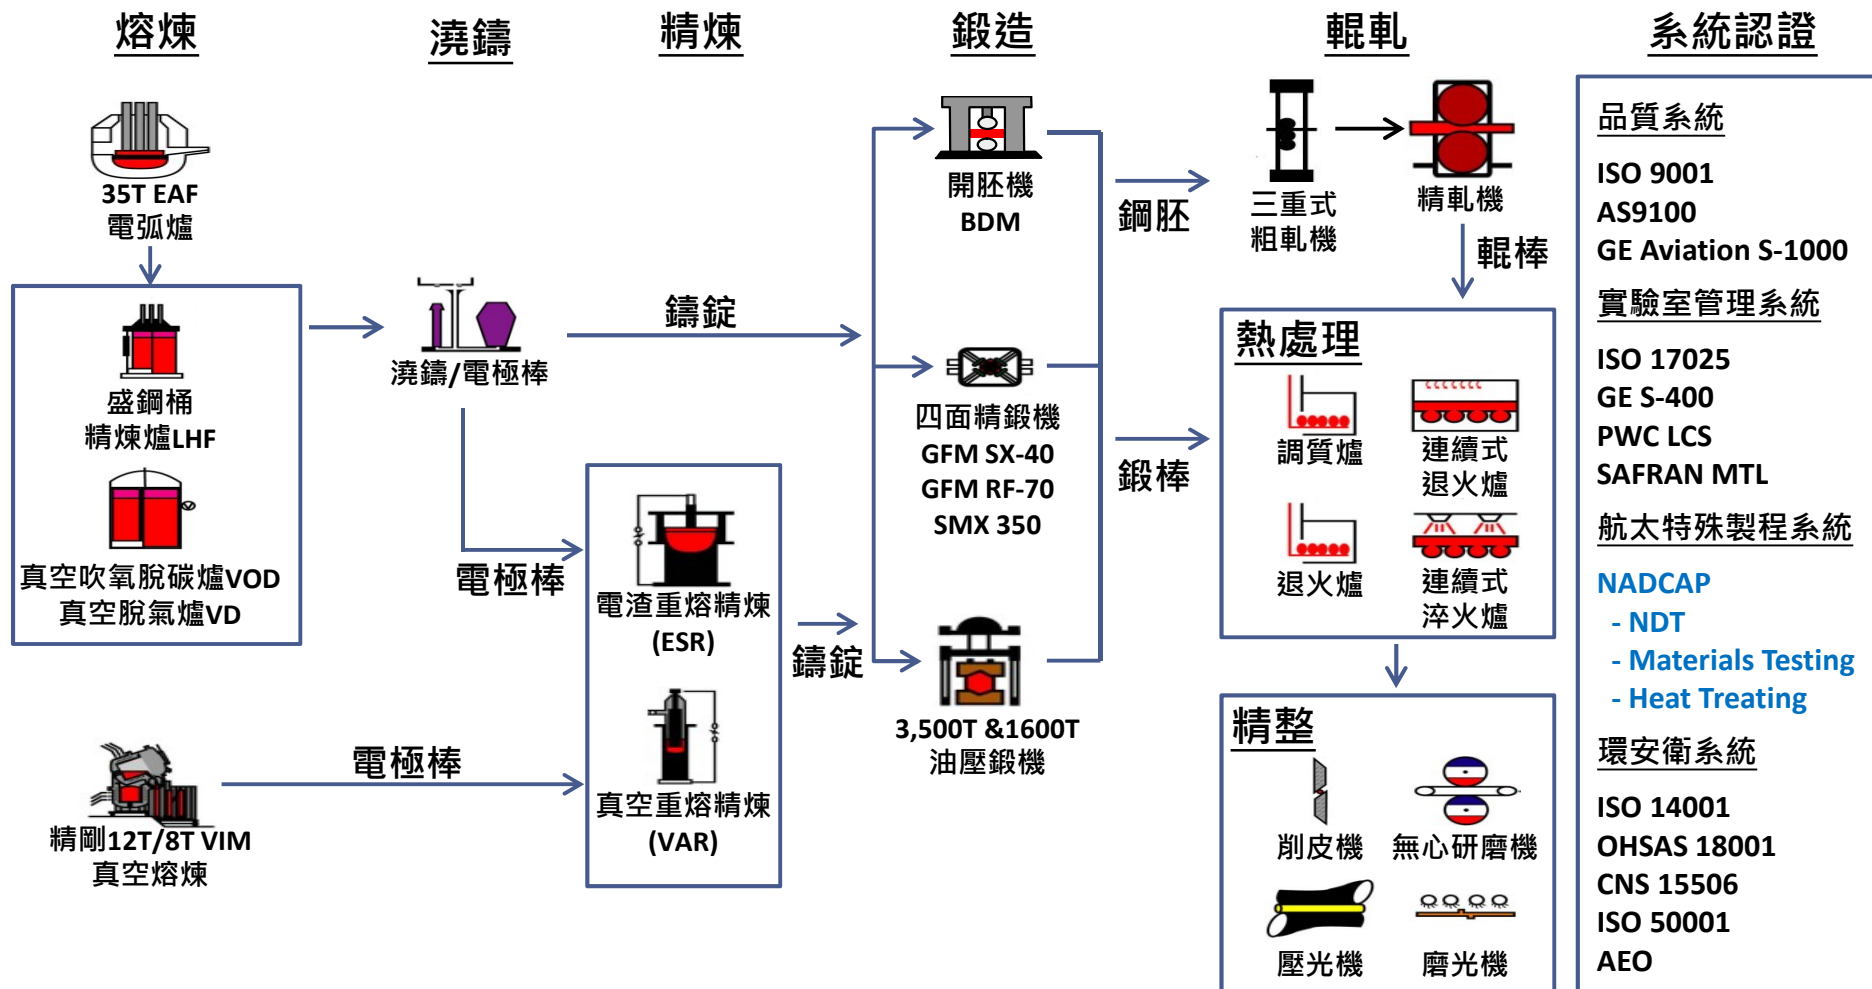 熔煉
澆鑄
精煉
鍛造
輥軋
系統認證
35T EAF
電弧爐
盛鋼桶
精煉爐LHF
真空吹氧脫碳爐VOD
真空脫氣爐VD
精剛12T/8T VIM
真空熔煉
澆鑄/電極棒
鑄錠
電極棒
電極棒
電渣重熔精煉
(ESR)
真空重熔精煉
(VAR)
鑄錠
開胚機
BDM
四面精鍛機
GFM SX-40
GFM RF-70
SMX 350
3,500T &1600T
油壓鍛機
鋼胚
鍛棒
三重式
粗軋機
精軋機
輥棒
熱處理
調質爐
連續式
退火爐
退火爐
連續式
淬火爐
精整
削皮機
無心研磨機
壓光機
磨光機
品質系統
ISO 9001
AS9100
GE Aviation S-1000
實驗室管理系統
ISO 17025
GE S-400
PWC LCS
SAFRAN MTL
航太特殊製程系統
NADCAP
- NDT
- Materials Testing
- Heat Treating
環安衛系統
ISO 14001
OHSAS 18001
CNS 15506
ISO 50001
AEO